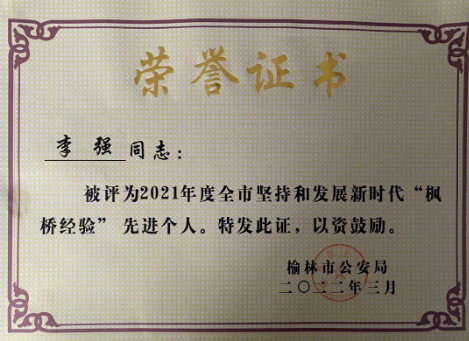 荣誉证书
李强同志：
被评为2021年度全市坚持和发展新时代“枫
桥经验”先进个人。特发此证，以资鼓励。
榆林市公安局
二〇二二年三月